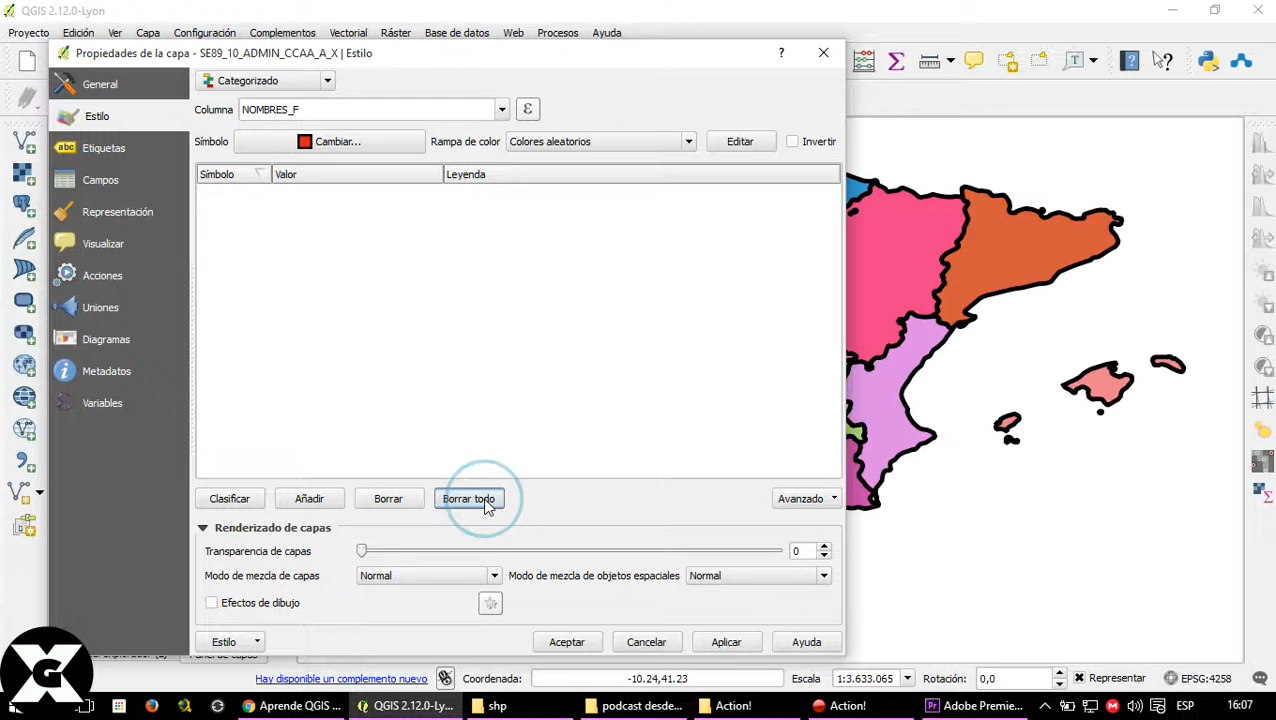 QGIS 2.12.0-Lyon
Proyecto Edición Ver Capa Configuración Complementos Vectorial Ráster Base de datos Web Procesos Ayuda
Propiedades de la capa - SE89_10_ADMIN_CCAA_A_X | Estilo
General
Estilo
Etiquetas
Campos
Representación
Visualizar
Acciones
Uniones
Diagramas
Metadatos
Variables
Categorizado
Columna NOMBRES_F ε
Símbolo Cambiar... Rampa de color Colores aleatorios Editar Invertir
Símbolo Valor Leyenda
Clasificar Añadir Borrar Borrar todo Avanzado
Renderizado de capas
Transparencia de capas 0
Modo de mezcla de capas Normal Modo de mezcla de objetos espaciales Normal
Efectos de dibujo
Estilo Aceptar Cancelar Aplicar Ayuda
Hay disponible un complemento nuevo Coordenada: -10.24,41.23 Escala 1:3.633.065 Rotación: 0,0 Representar EPSG:4258
Aprende QGIS ... QGIS 2.12.0-Lyo... shp podcast desde... Action! Action! Adobe Premie... ESP 16:07